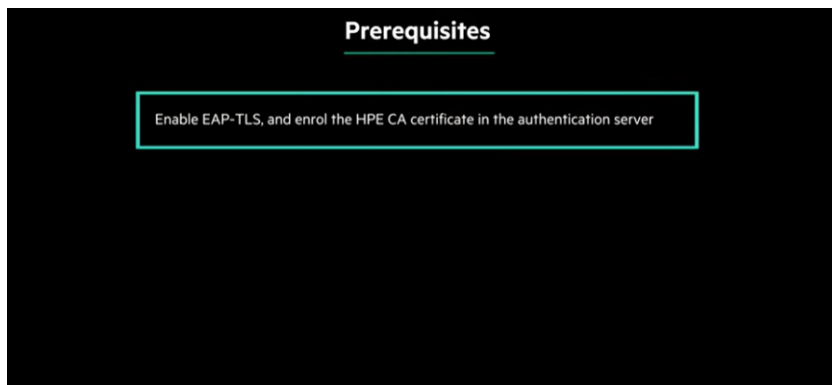 Prerequisites
Enable EAP-TLS, and enrol the HPE CA certificate in the authentication server